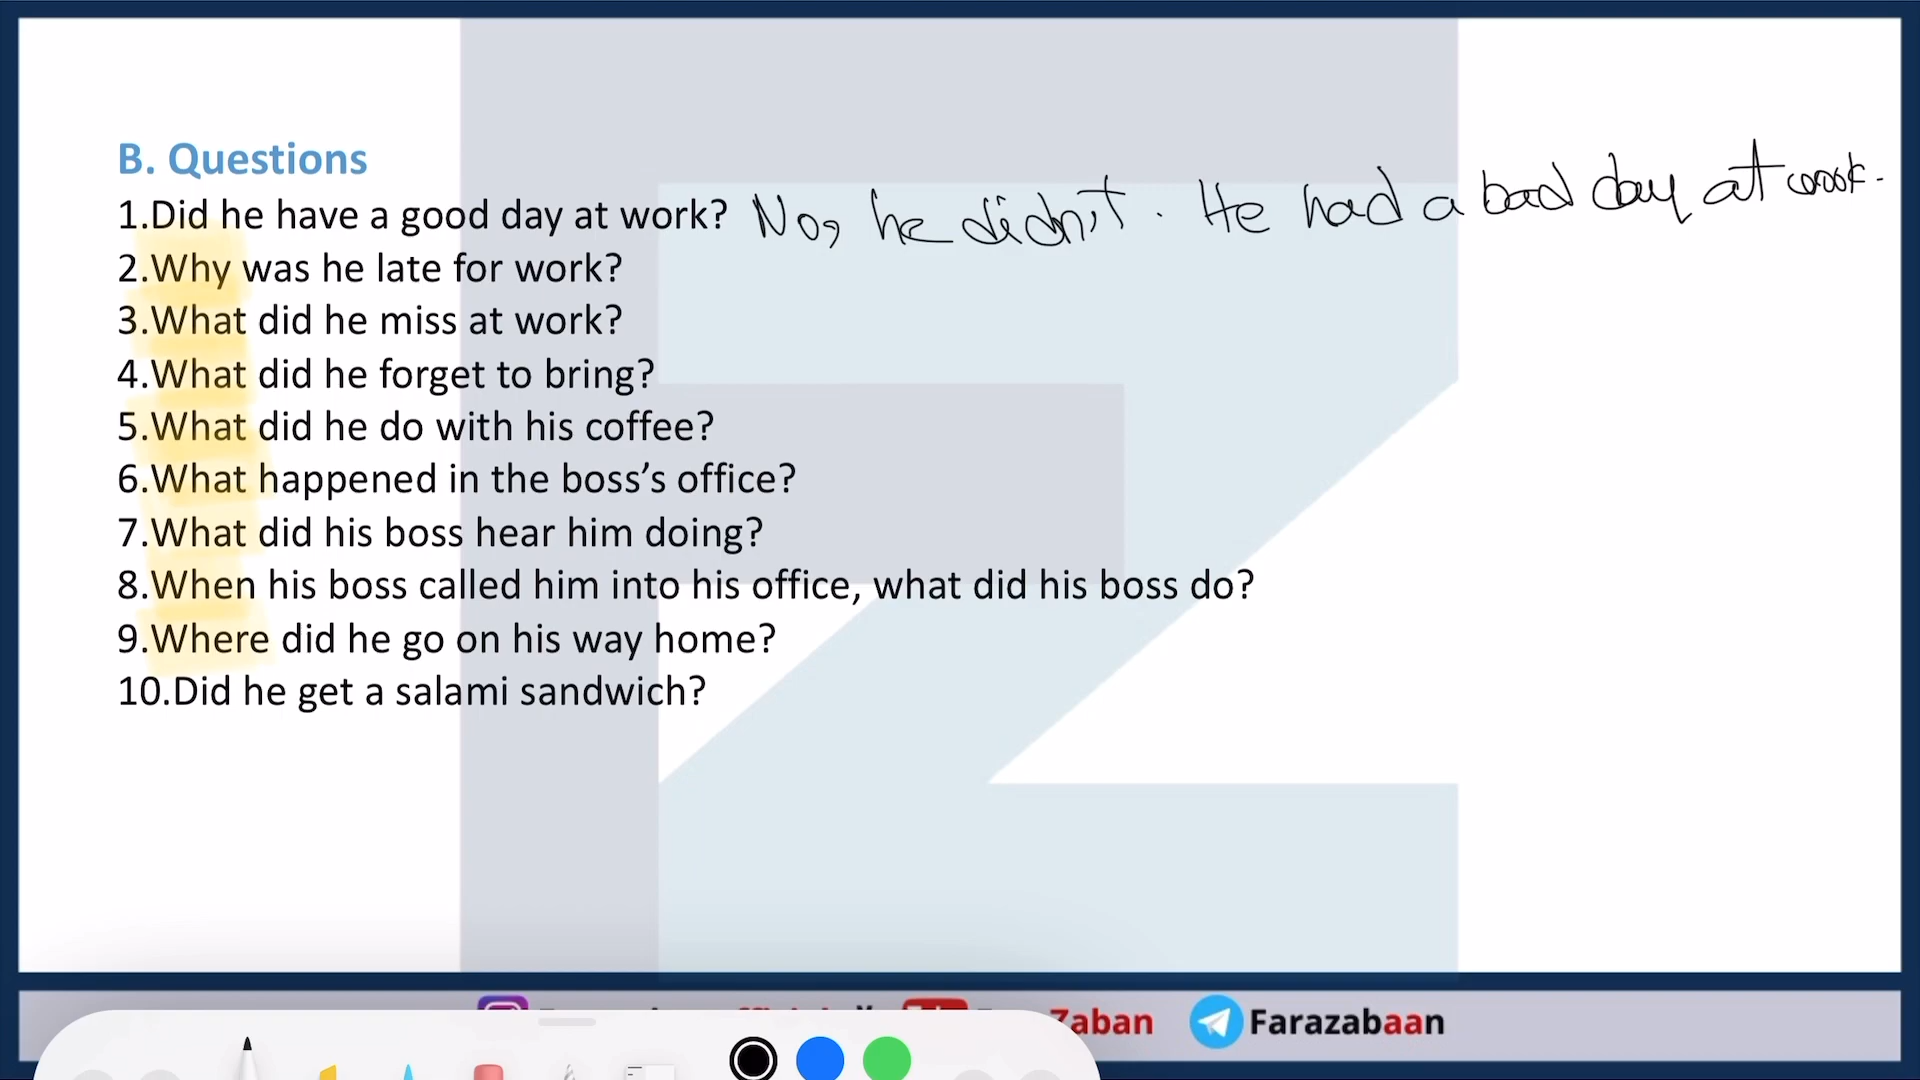 B. Questions
1.Did he have a good day at work? No, he didn't. He had a bad day at work.
2.Why was he late for work?
3.What did he miss at work?
4.What did he forget to bring?
5.What did he do with his coffee?
6.What happened in the boss’s office?
7.What did his boss hear him doing?
8.When his boss called him into his office, what did his boss do?
9.Where did he go on his way home?
10.Did he get a salami sandwich?
Zaban Farazabaan